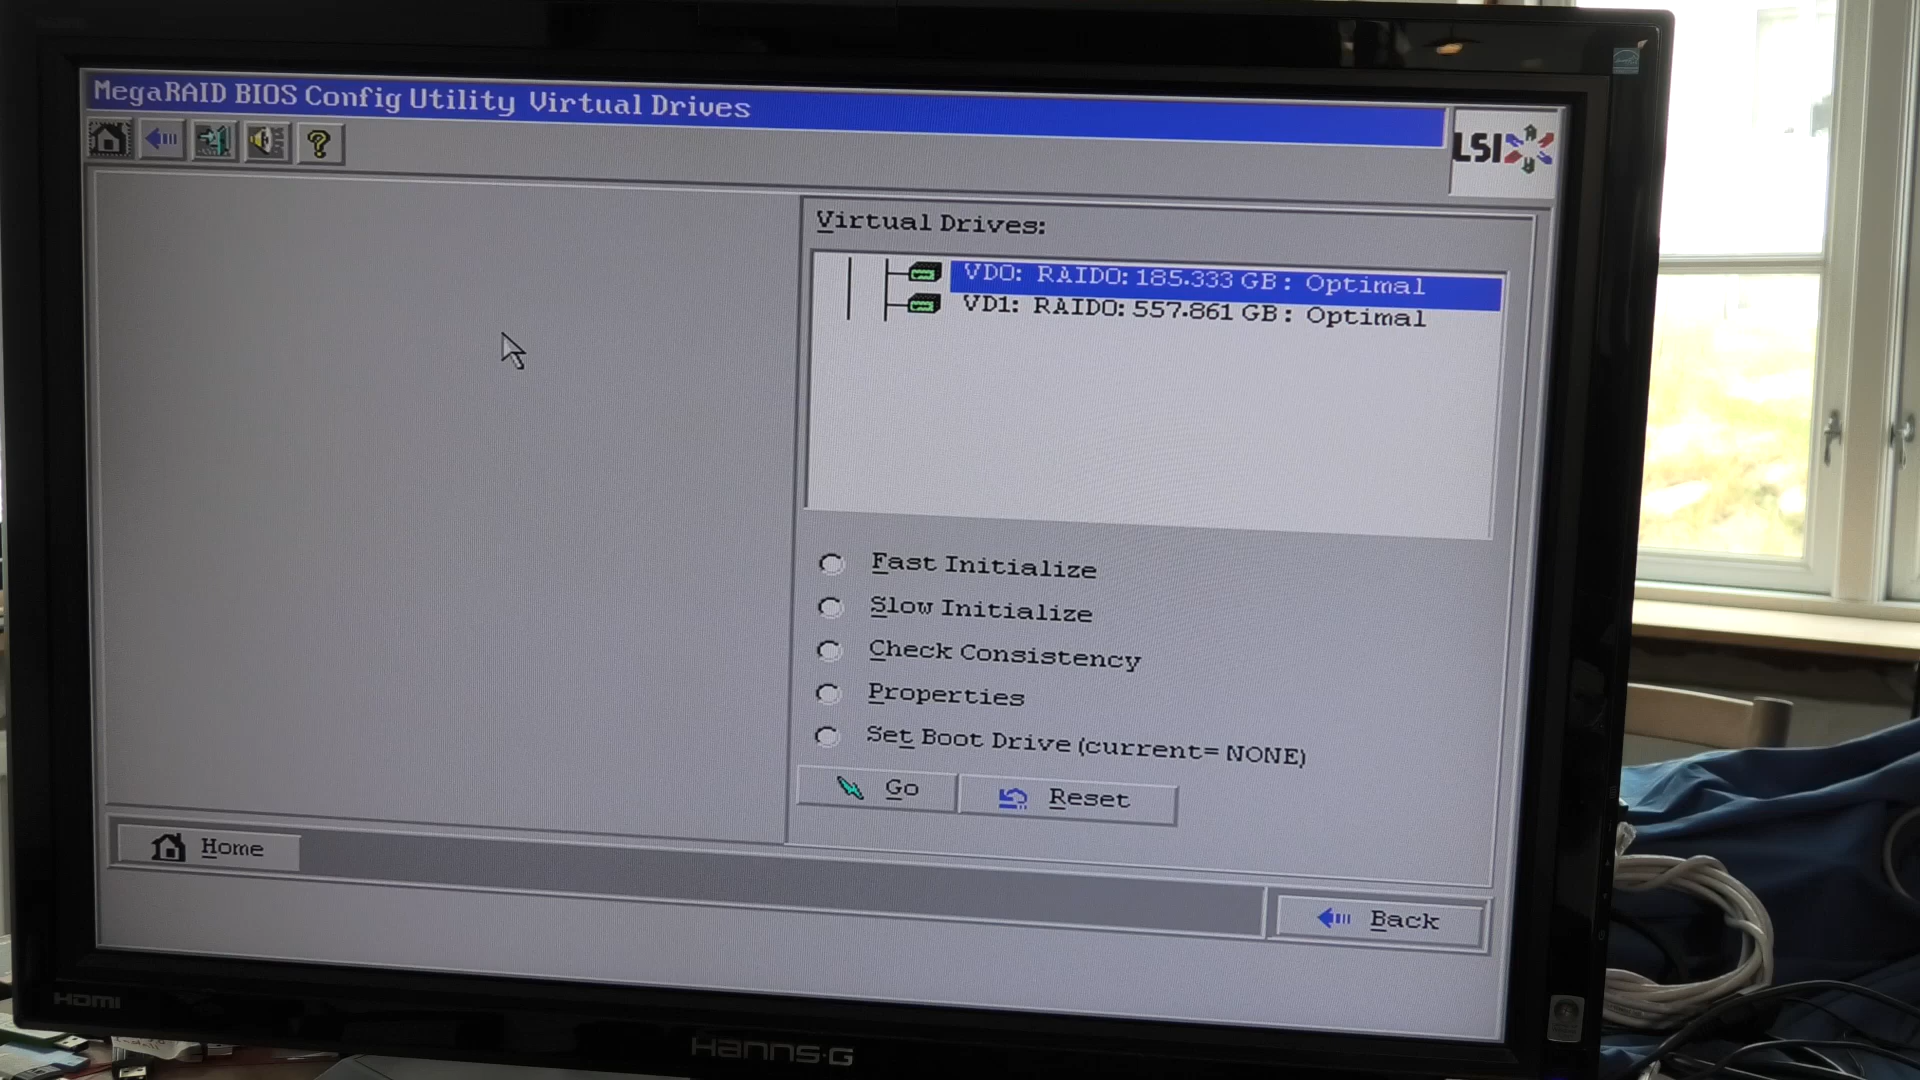 MegaRAID BIOS Config Utility Virtual Drives
LSI
Virtual Drives:
VD0: RAID0: 185.333 GB: Optimal
VD1: RAID0: 557.861 GB: Optimal
Fast Initialize
Slow Initialize
Check Consistency
Properties
Set Boot Drive (current= NONE)
Go
Reset
Home
Back
HDMI
Hanns·G